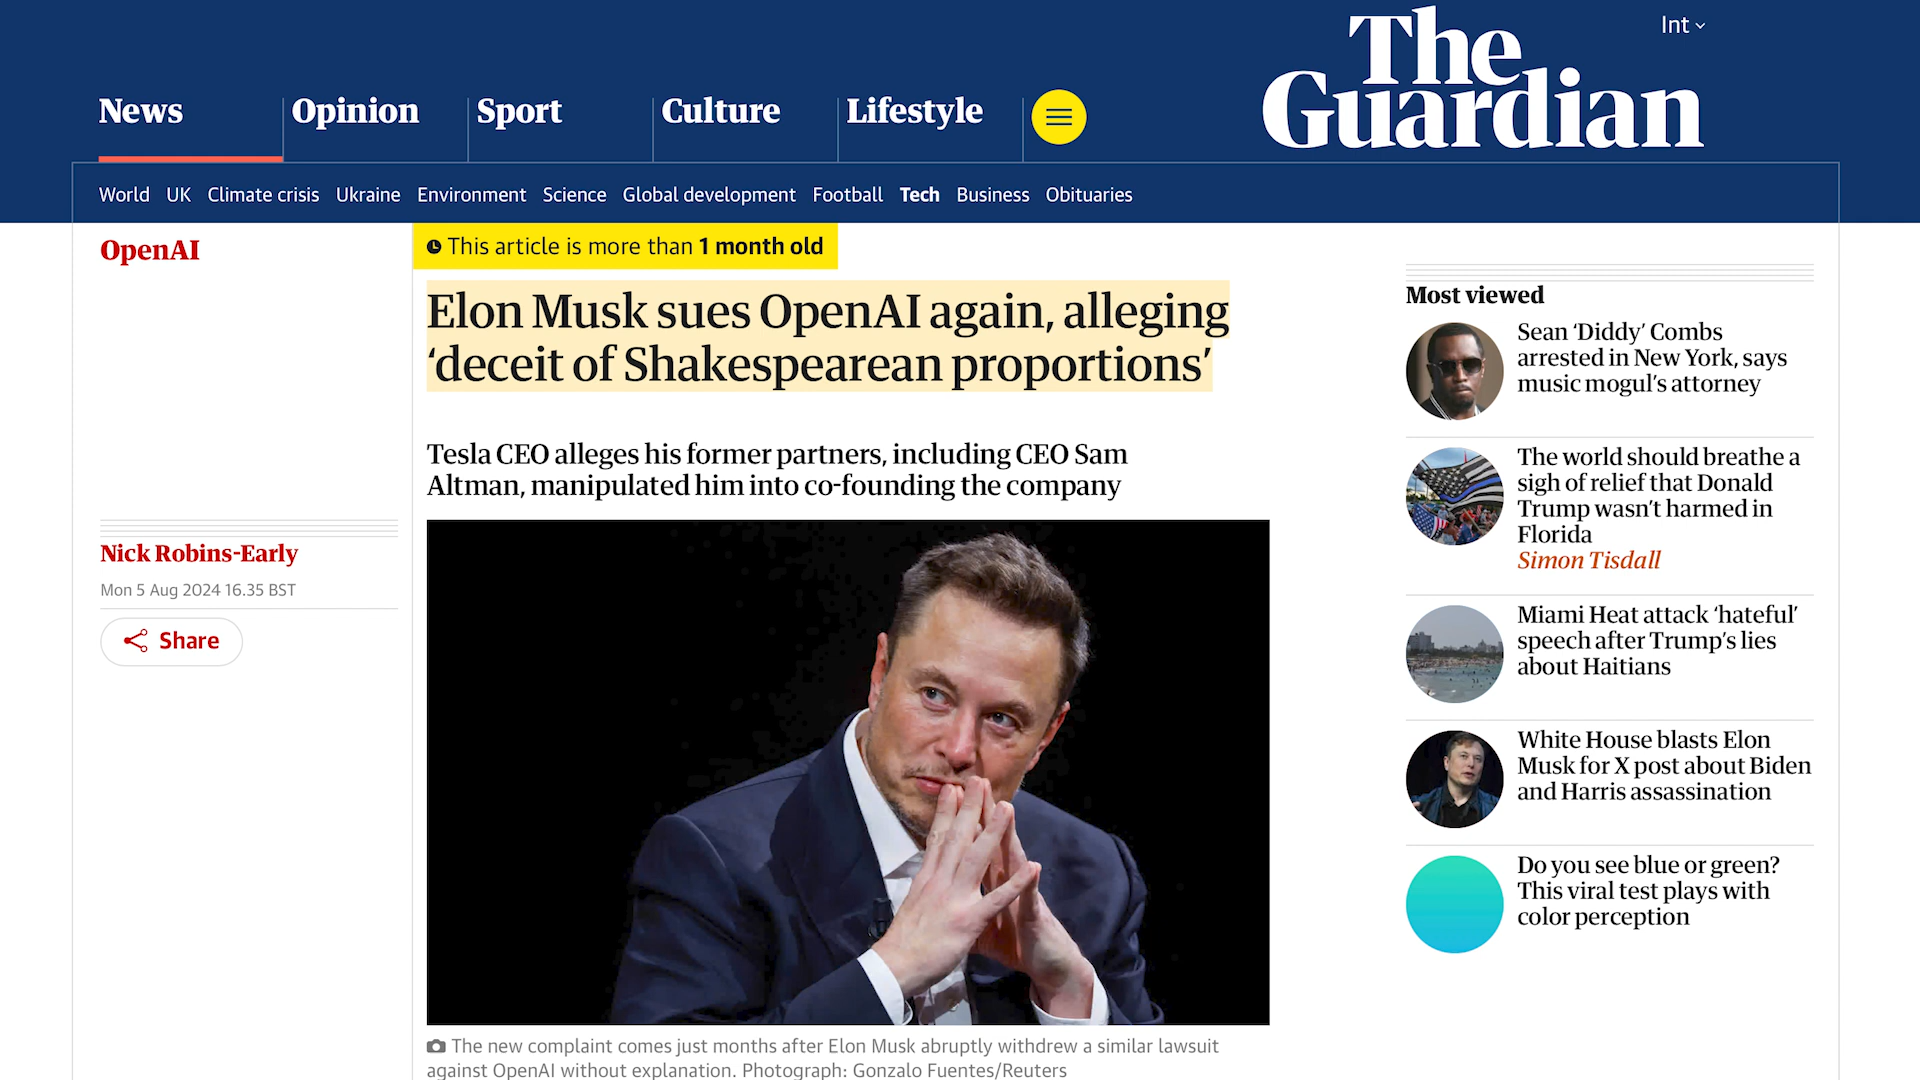 Int
The
Guardian
News
Opinion
Sport
Culture
Lifestyle
World UK Climate crisis Ukraine Environment Science Global development Football Tech Business Obituaries
OpenAI
This article is more than 1 month old
Elon Musk sues OpenAI again, alleging
‘deceit of Shakespearean proportions’
Tesla CEO alleges his former partners, including CEO Sam
Altman, manipulated him into co-founding the company
Nick Robins-Early
Mon 5 Aug 2024 16.35 BST
Share
The new complaint comes just months after Elon Musk abruptly withdrew a similar lawsuit
against OpenAI without explanation. Photograph: Gonzalo Fuentes/Reuters
Most viewed
Sean ‘Diddy’ Combs
arrested in New York, says
music mogul’s attorney
The world should breathe a
sigh of relief that Donald
Trump wasn’t harmed in
Florida
Simon Tisdall
Miami Heat attack ‘hateful’
speech after Trump’s lies
about Haitians
White House blasts Elon
Musk for X post about Biden
and Harris assassination
Do you see blue or green?
This viral test plays with
color perception